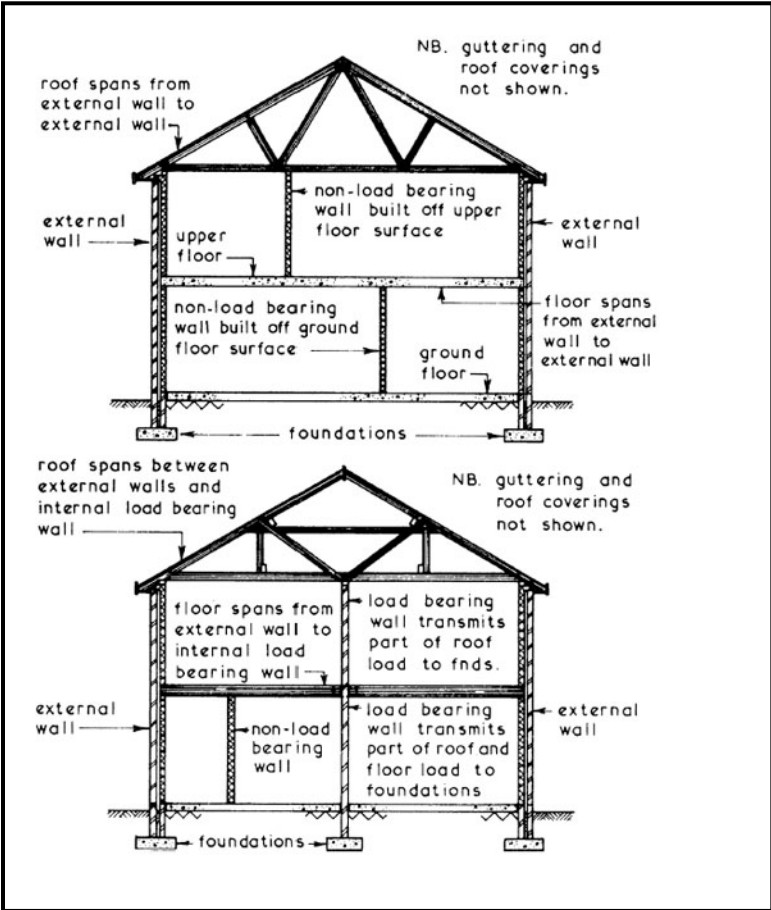 NB. guttering and
roof coverings
not shown.
roof spans from
external wall to
external wall
non-load bearing
wall built off upper
floor surface
external
wall
upper
floor
external
wall
non-load bearing
wall built off ground
floor surface
floor spans
from external
wall to
external wall
ground
floor
foundations
roof spans between
external walls and
internal load bearing
wall
NB. guttering and
roof coverings
not shown.
floor spans from
external wall to
internal load
bearing wall
load bearing
wall transmits
part of roof
load to fnds.
external
wall
non-load
bearing
wall
load bearing
wall transmits
part of roof and
floor load to
foundations
external
wall
foundations